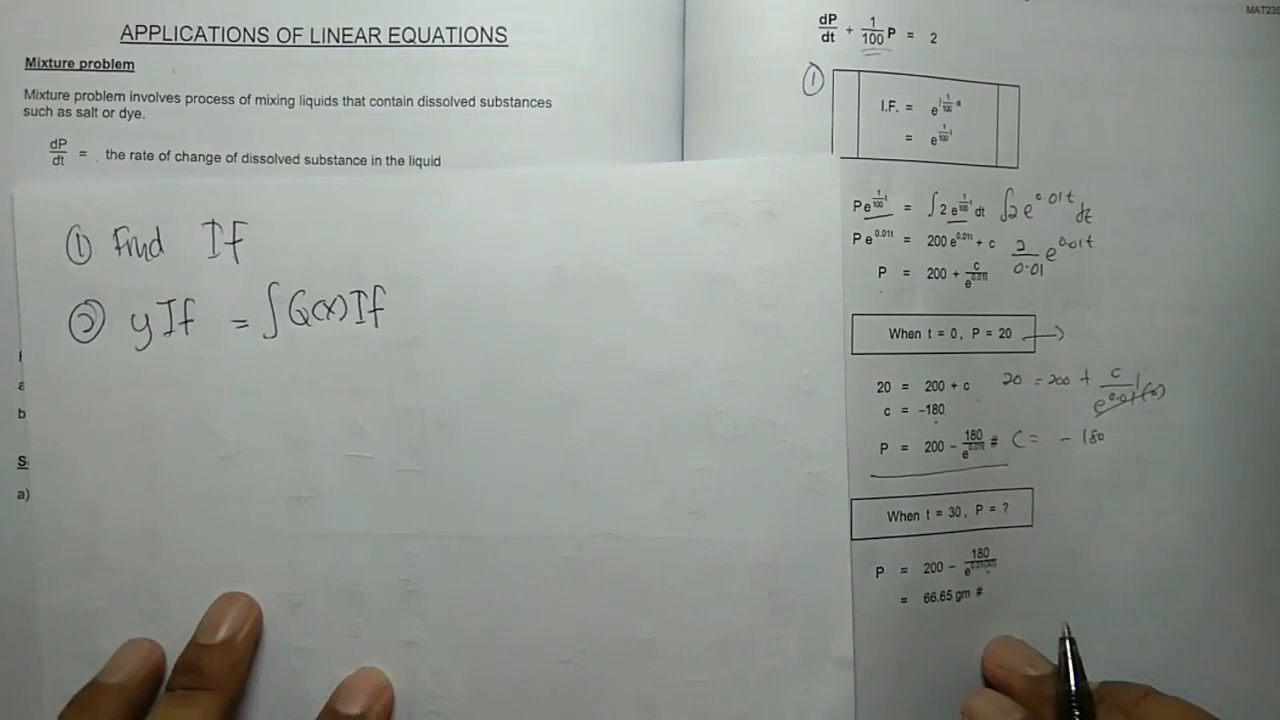 APPLICATIONS OF LINEAR EQUATIONS
Mixture problem
Mixture problem involves process of mixing liquids that contain dissolved substances
such as salt or dye.
dP/dt = the rate of change of dissolved substance in the liquid
① Find IF
② y IF = ∫ Q(x) IF
b
S
a)
MAT235
dP/dt + 1/100 P = 2
①
I.F. = e^∫1/100 dt
= e^1/100 t
Pe^1/100 t = ∫ 2 e^1/100 t dt ∫2e^0.01t dt
Pe^0.01t = 200 e^0.01t + c 2/0.01 e^0.01t
P = 200 + c/e^0.01t
When t = 0, P = 20
20 = 200 + c 20 = 200 + c/e^0.01(0) 1
c = -180
P = 200 - 180/e^0.01t # C = - 180
When t = 30, P = ?
P = 200 - 180/e^0.01(30)
= 66.65 gm #